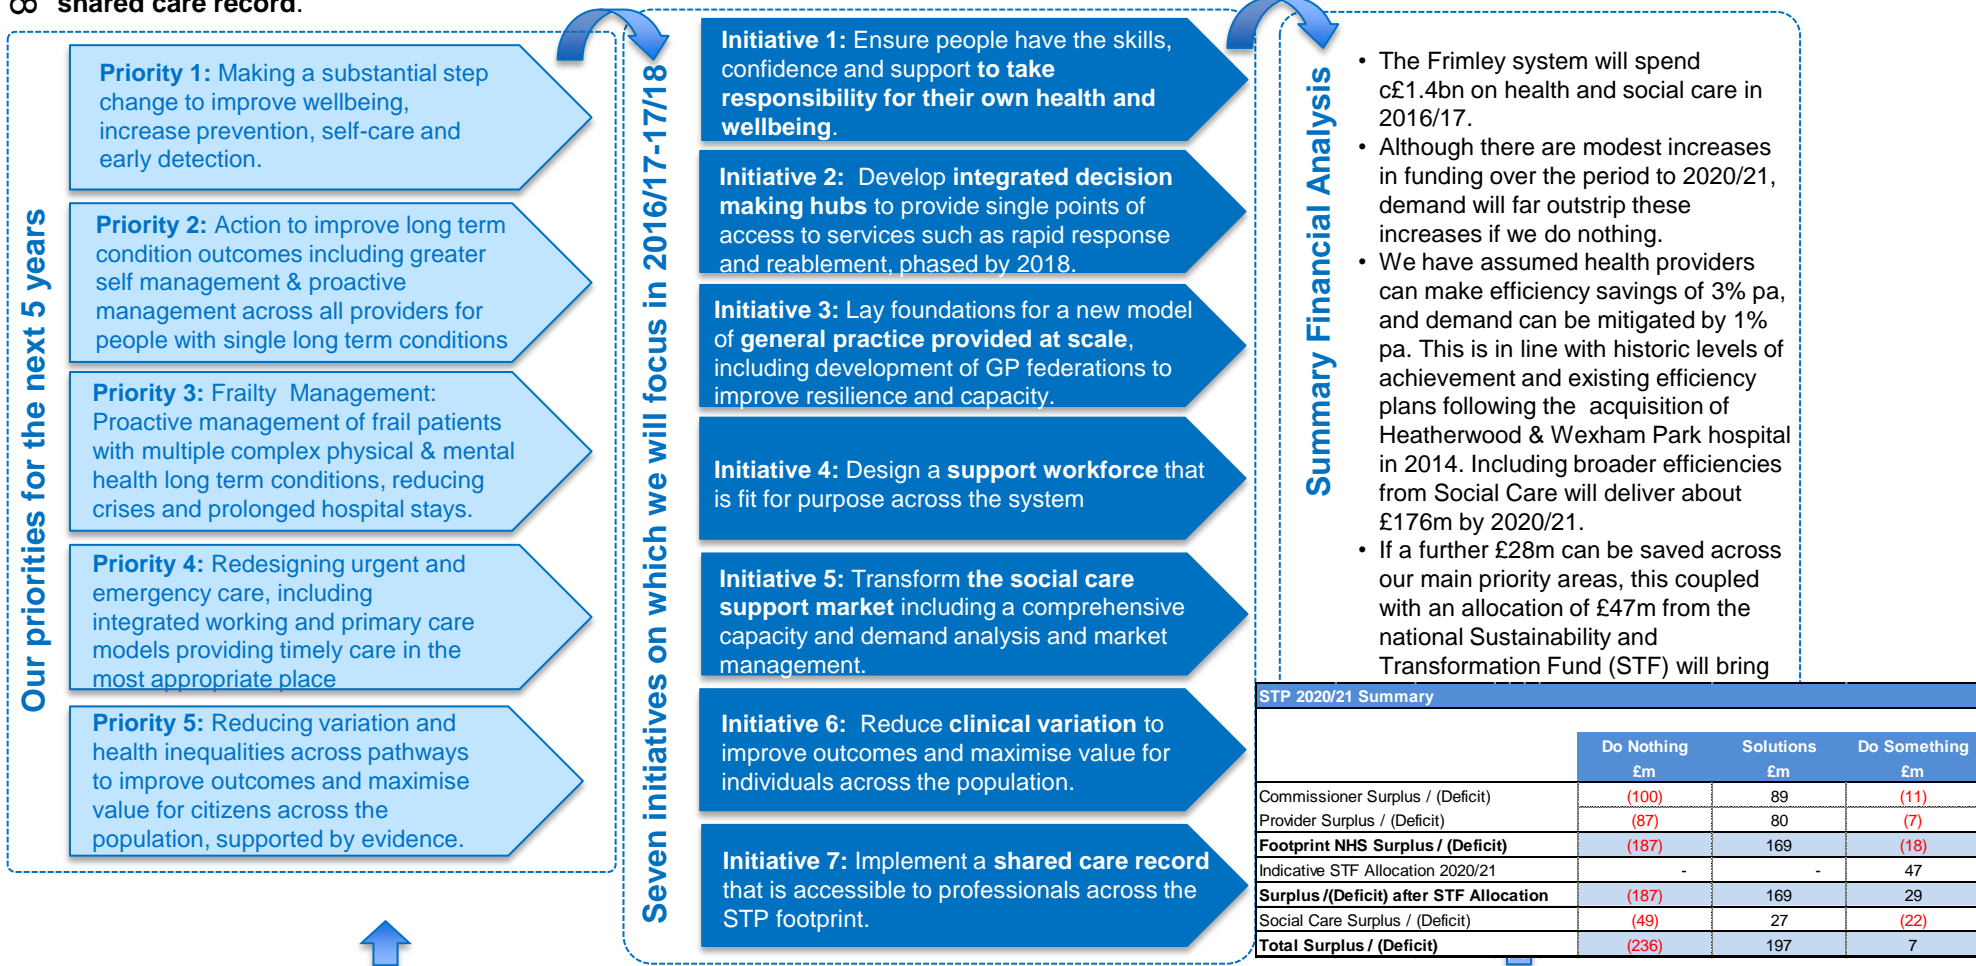 8 shared care record.
Our priorities for the next 5 years
Priority 1: Making a substantial step
change to improve wellbeing,
increase prevention, self-care and
early detection.
Priority 2: Action to improve long term
condition outcomes including greater
self management & proactive
management across all providers for
people with single long term conditions
Priority 3: Frailty Management:
Proactive management of frail patients
with multiple complex physical & mental
health long term conditions, reducing
crises and prolonged hospital stays.
Priority 4: Redesigning urgent and
emergency care, including
integrated working and primary care
models providing timely care in the
most appropriate place
Priority 5: Reducing variation and
health inequalities across pathways
to improve outcomes and maximise
value for citizens across the
population, supported by evidence.
Seven initiatives on which we will focus in 2016/17-17/18
Initiative 1: Ensure people have the skills,
confidence and support to take
responsibility for their own health and
wellbeing.
Initiative 2: Develop integrated decision
making hubs to provide single points of
access to services such as rapid response
and reablement, phased by 2018.
Initiative 3: Lay foundations for a new model
of general practice provided at scale,
including development of GP federations to
improve resilience and capacity.
Initiative 4: Design a support workforce that
is fit for purpose across the system
Initiative 5: Transform the social care
support market including a comprehensive
capacity and demand analysis and market
management.
Initiative 6: Reduce clinical variation to
improve outcomes and maximise value for
individuals across the population.
Initiative 7: Implement a shared care record
that is accessible to professionals across the
STP footprint.
Summary Financial Analysis
• The Frimley system will spend
c£1.4bn on health and social care in
2016/17.
• Although there are modest increases
in funding over the period to 2020/21,
demand will far outstrip these
increases if we do nothing.
• We have assumed health providers
can make efficiency savings of 3% pa,
and demand can be mitigated by 1%
pa. This is in line with historic levels of
achievement and existing efficiency
plans following the acquisition of
Heatherwood & Wexham Park hospital
in 2014. Including broader efficiencies
from Social Care will deliver about
£176m by 2020/21.
• If a further £28m can be saved across
our main priority areas, this coupled
with an allocation of £47m from the
national Sustainability and
Transformation Fund (STF) will bring
STP 2020/21 Summary
Do Nothing Solutions Do Something
£m £m £m
Commissioner Surplus / (Deficit) (100) 89 (11)
Provider Surplus / (Deficit) (87) 80 (7)
Footprint NHS Surplus / (Deficit) (187) 169 (18)
Indicative STF Allocation 2020/21 - - 47
Surplus /(Deficit) after STF Allocation (187) 169 29
Social Care Surplus / (Deficit) (49) 27 (22)
Total Surplus / (Deficit) (236) 197 7